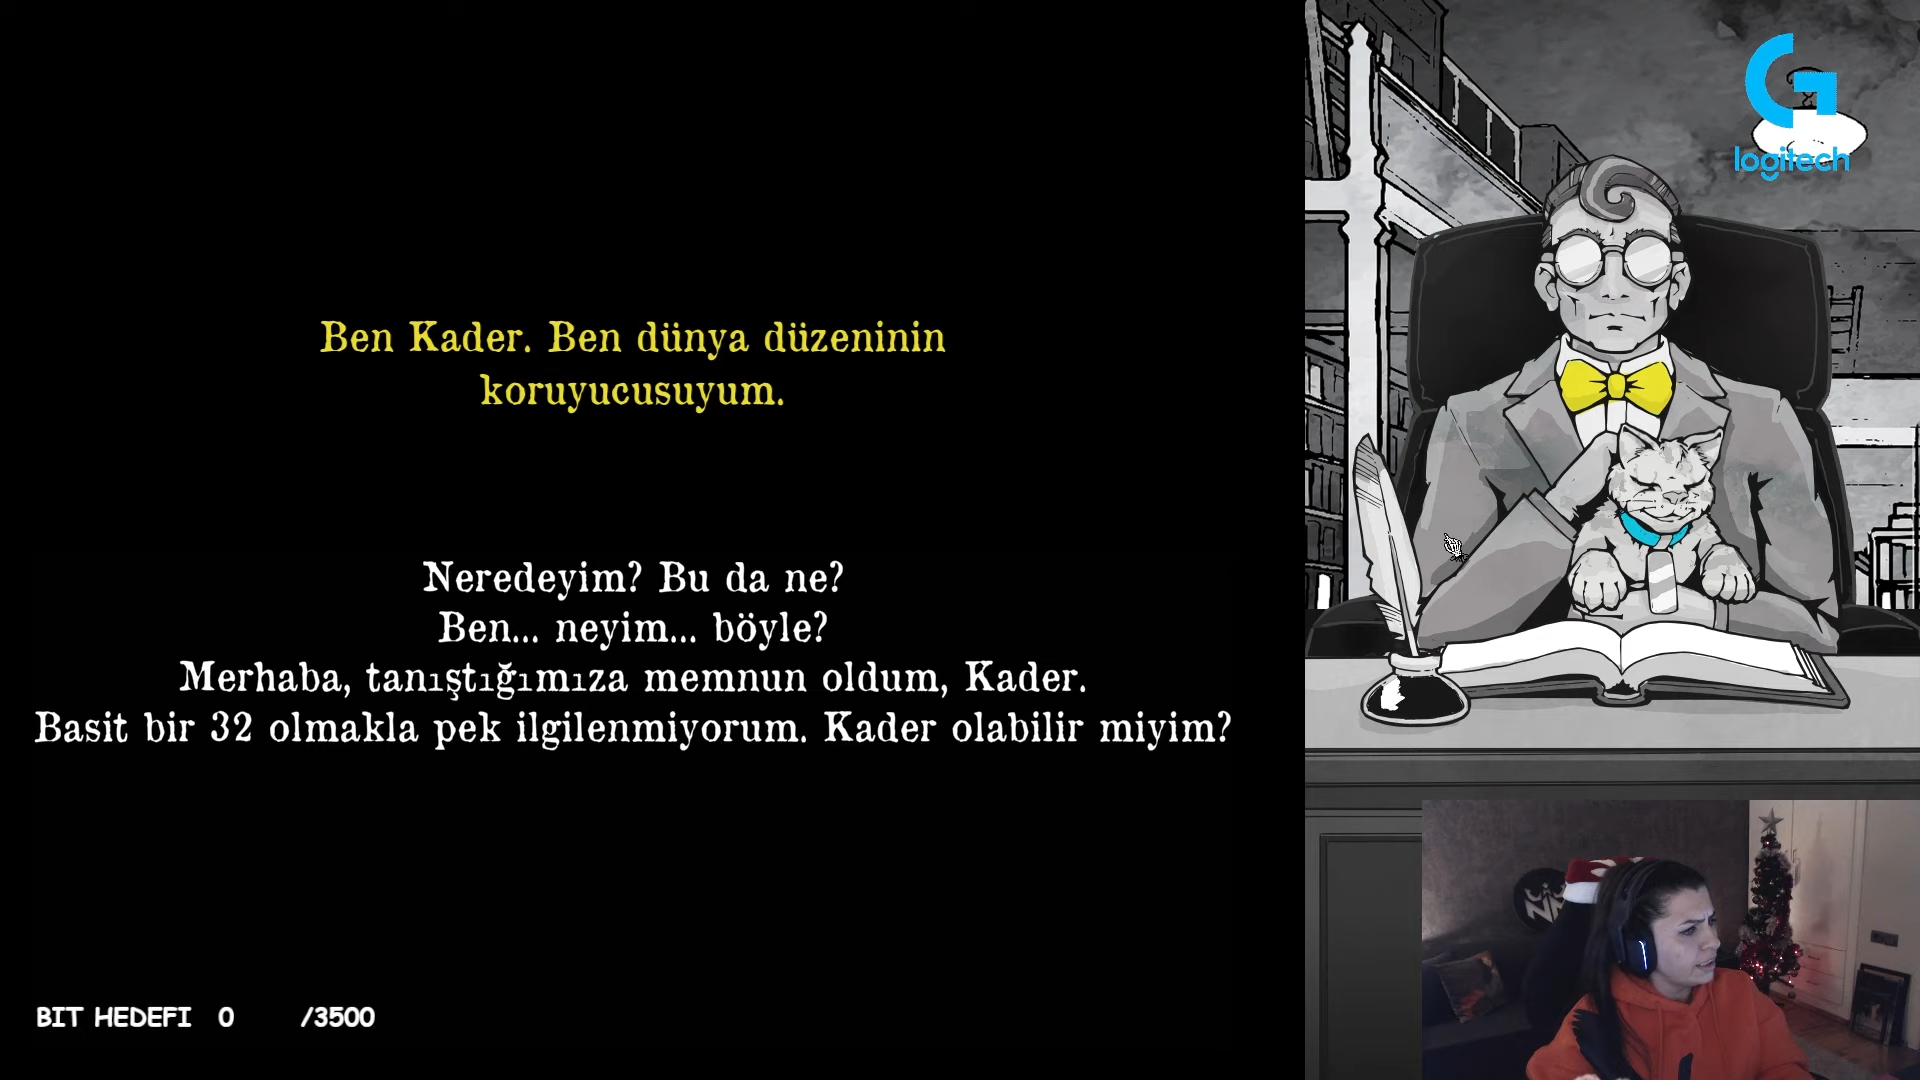 logitech
Ben Kader. Ben dünya düzeninin
koruyucusuyum.
Neredeyim? Bu da ne?
Ben... neyim... böyle?
Merhaba, tanıştığımıza memnun oldum, Kader.
Basit bir 32 olmakla pek ilgilenmiyorum. Kader olabilir miyim?
BIT HEDEFI 0 /3500